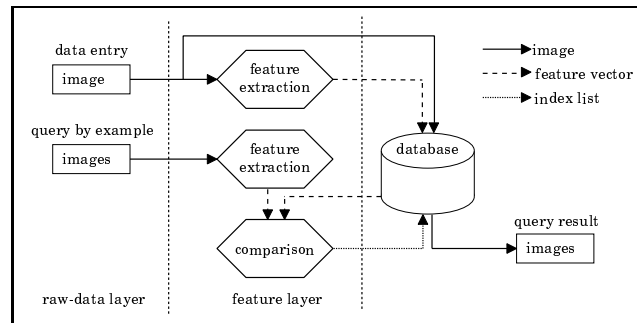 data entry
image
feature
extraction
image
feature vector
index list
query by example
images
feature
extraction
database
comparison
query result
images
raw-data layer
feature layer